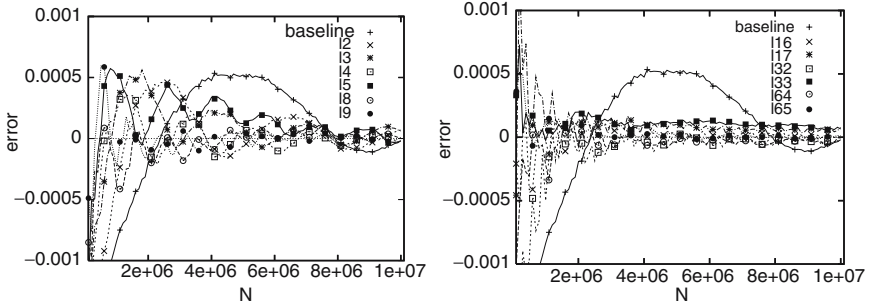 0.001
0.0005
0
−0.0005
−0.001
error
2e+06 4e+06 6e+06 8e+06 1e+07
N
baseline
l2
l3
l4
l5
l8
l9
0.001
0.0005
0
−0.0005
−0.001
error
2e+06 4e+06 6e+06 8e+06 1e+07
N
baseline
l16
l17
l32
l33
l64
l65